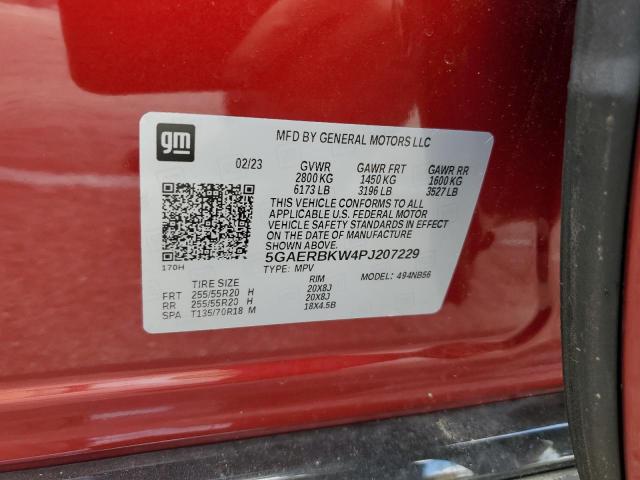 gm
MFD BY GENERAL MOTORS LLC
02/23 GVWR GAWR FRT GAWR RR
2800 KG 1450 KG 1600 KG
6173 LB 3196 LB 3527 LB
THIS VEHICLE CONFORMS TO ALL
APPLICABLE U.S. FEDERAL MOTOR
VEHICLE SAFETY STANDARDS IN EFFECT
ON THE DATE OF MANUFACTURE
SHOWN ABOVE.
5GAERBKW4PJ207229
170H
TYPE: MPV MODEL: 494NB56
TIRE SIZE RIM
FRT 255/55R20 H 20X8J
RR 255/55R20 H 20X8J
SPA T135/70R18 M 18X4.5B